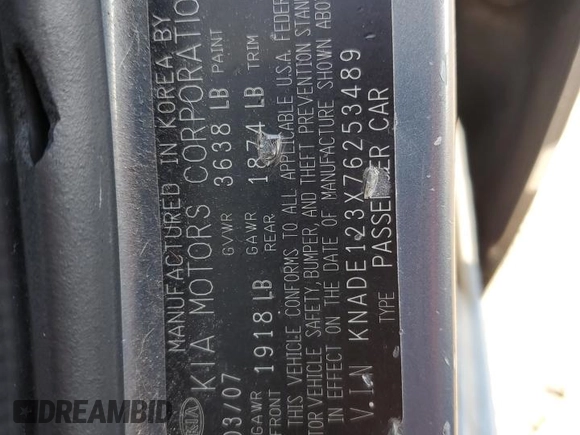 MANUFACTURED IN KOREA BY
KIA KIA MOTORS CORPORATION
03/07 GVWR 3638 LB PAINT
GAWR FRONT 1918 LB GAWR REAR 1874 LB TRIM
THIS VEHICLE CONFORMS TO ALL APPLICABLE U.S.A. FEDER
MOTOR VEHICLE SAFETY, BUMPER, AND THEFT PREVENTION STAN
IN EFFECT ON THE DATE OF MANUFACTURE SHOWN ABO
V.I.N KNADE123X76253489
TYPE PASSENGER CAR
DREAMBID